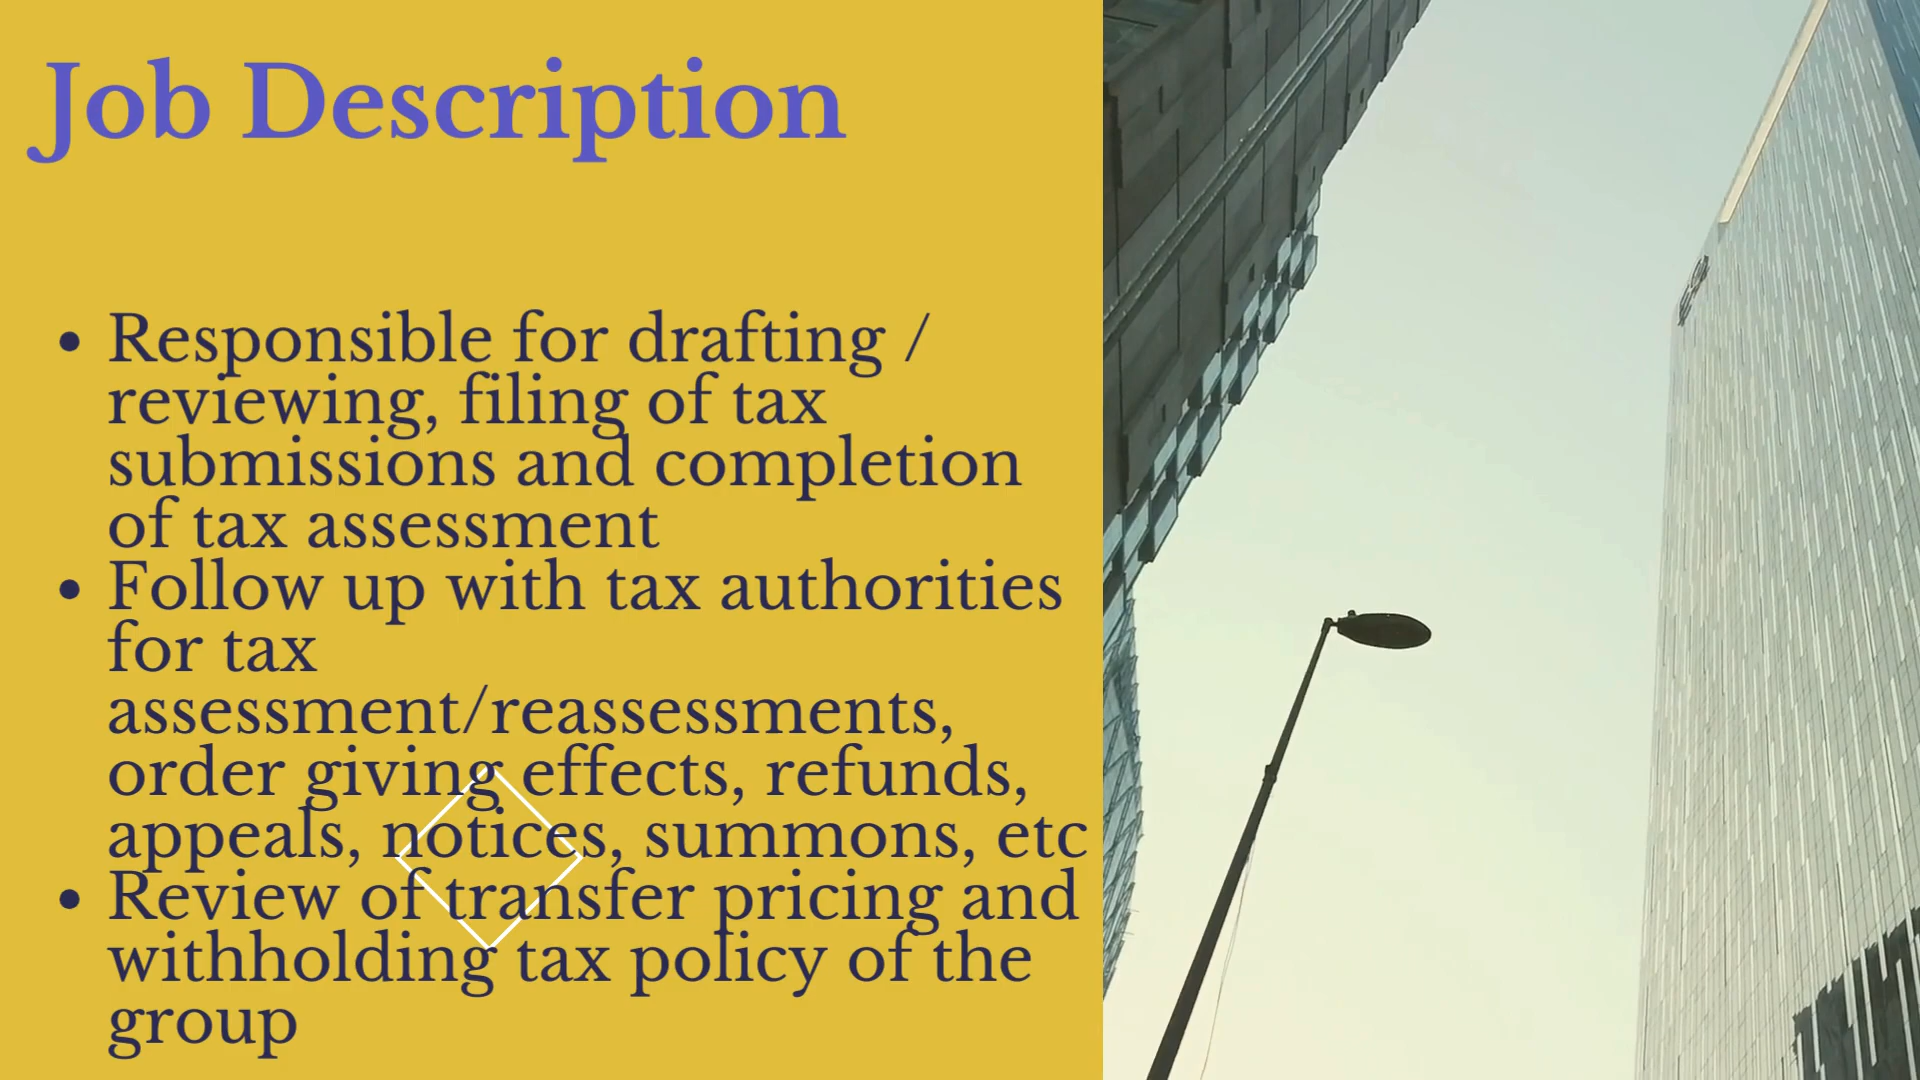 Job Description
• Responsible for drafting /
reviewing, filing of tax
submissions and completion
of tax assessment
• Follow up with tax authorities
for tax
assessment/reassessments,
order giving effects, refunds,
appeals, notices, summons, etc
• Review of transfer pricing and
withholding tax policy of the
group